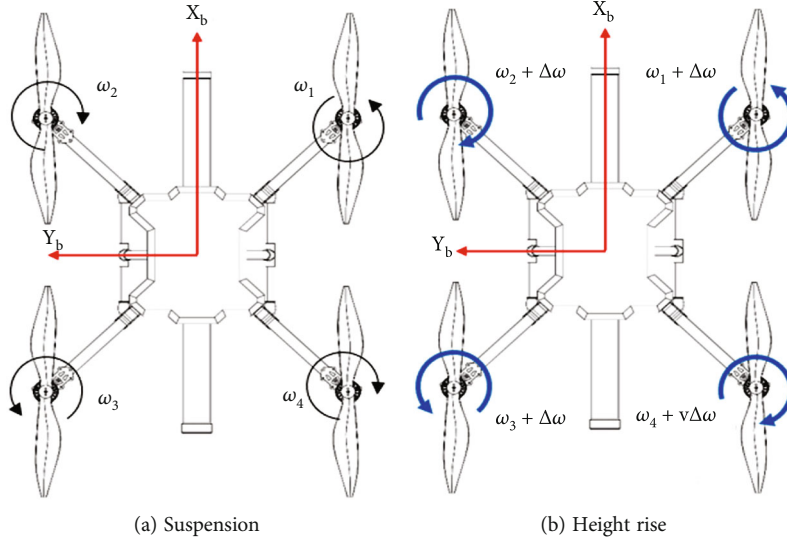 X_b
X_b
ω_2
ω_1
ω_2 + Δω
ω_1 + Δω
Y_b
Y_b
ω_3
ω_4
ω_3 + Δω
ω_4 + vΔω
(a) Suspension
(b) Height rise